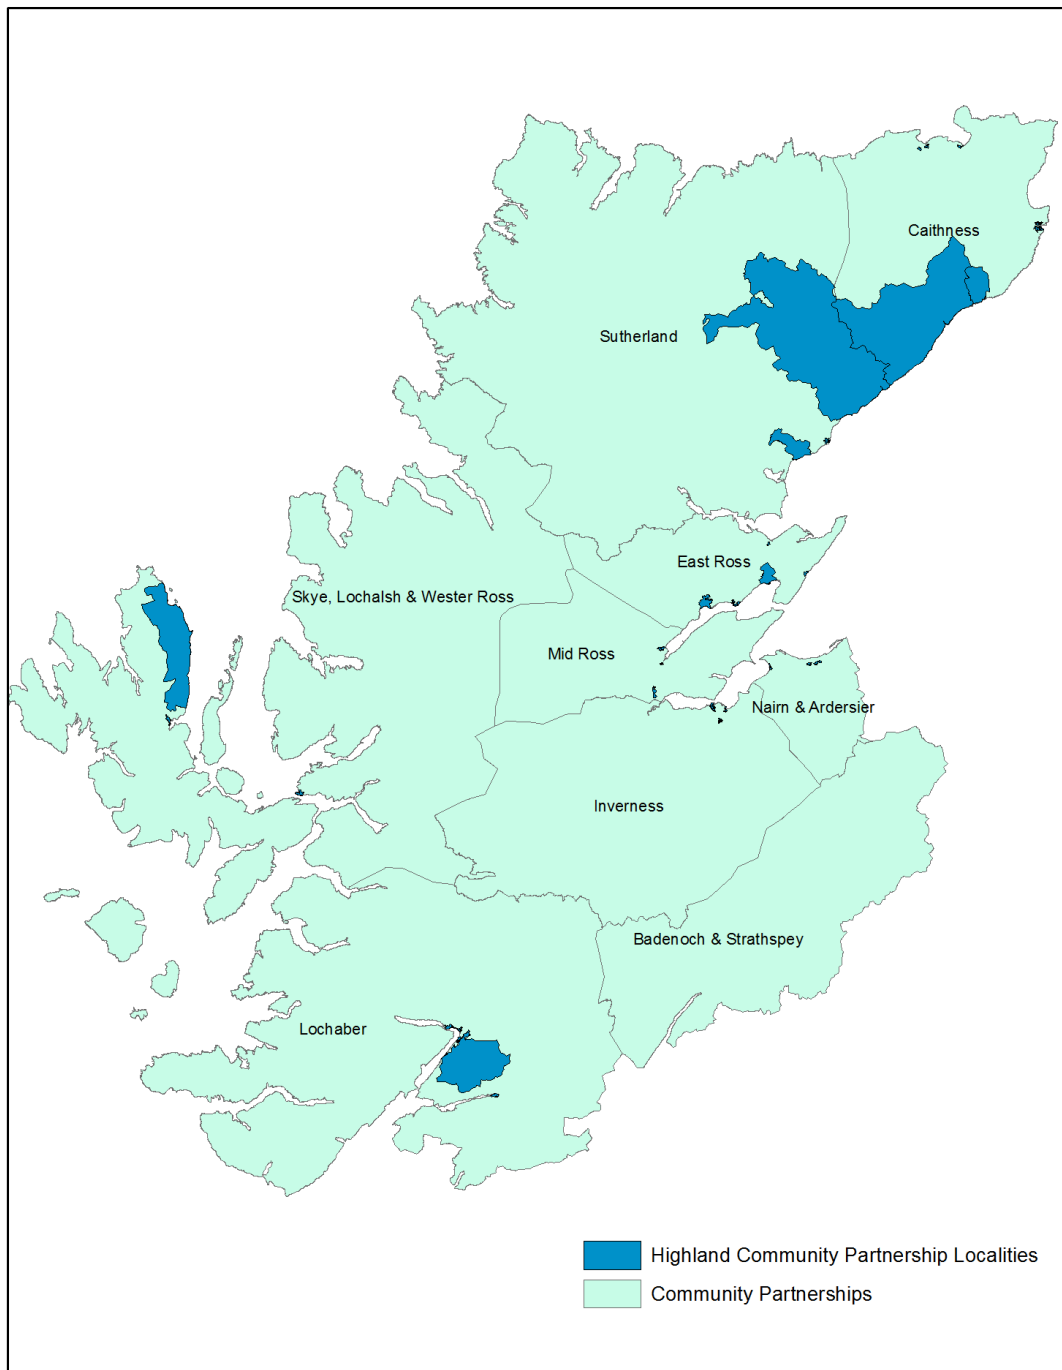 Caithness
Sutherland
East Ross
Skye, Lochalsh & Wester Ross
Mid Ross
Nairn & Ardersier
Inverness
Badenoch & Strathspey
Lochaber
Highland Community Partnership Localities
Community Partnerships